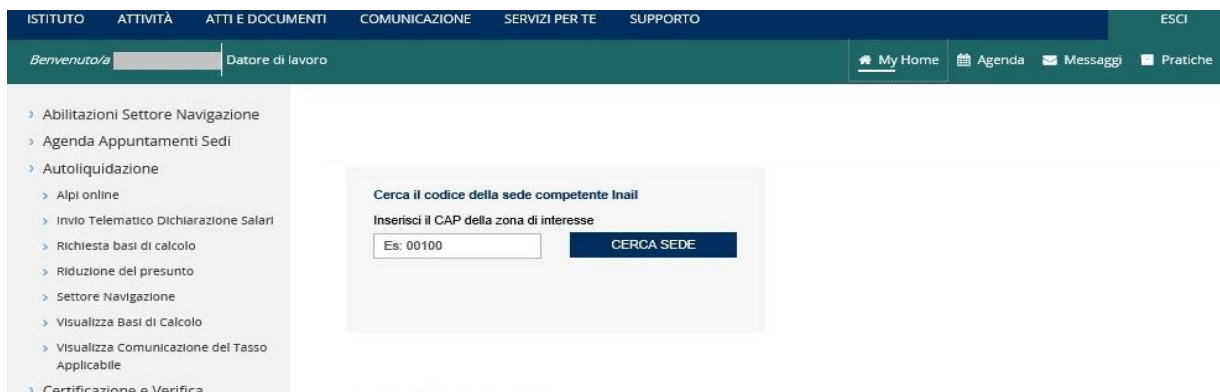 ISTITUTO ATTIVITÀ ATTI E DOCUMENTI COMUNICAZIONE SERVIZI PER TE SUPPORTO ESCI
Benvenuto/a Datore di lavoro My Home Agenda Messaggi Pratiche
Abilitazioni Settore Navigazione
Agenda Appuntamenti Sedi
Autoliquidazione
Alpi online
Invio Telematico Dichiarazione Salari
Richiesta basi di calcolo
Riduzione del presunto
Settore Navigazione
Visualizza Basi di Calcolo
Visualizza Comunicazione del Tasso
Applicabile
Certificazione e Verifica
Cerca il codice della sede competente Inail
Inserisci il CAP della zona di interesse
Es: 00100 CERCA SEDE